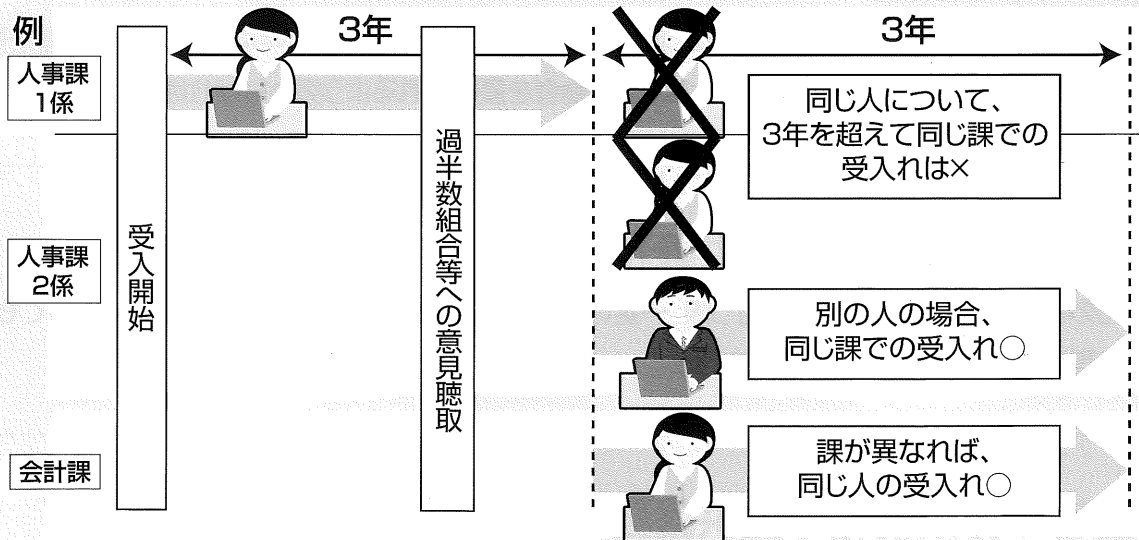 例
3年
3年
人事課
1係
人事課
2係
会計課
受入開始
過半数組合等への意見聴取
同じ人について、
3年を超えて同じ課での
受入れは×
別の人の場合、
同じ課での受入れ○
課が異なれば、
同じ人の受入れ○